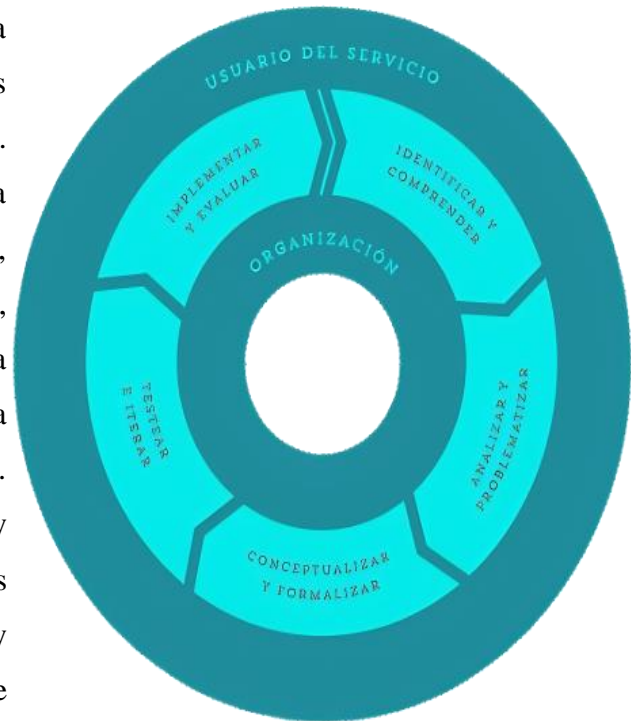 a
s
.
a
,
,
a
a
.
y
s
y
e
USUARIO DEL SERVICIO
IDENTIFICAR Y
COMPRENDER
ANALIZAR Y
PROBLEMATIZAR
CONCEPTUALIZAR
Y FORMALIZAR
TESTEAR
E ITERAR
IMPLEMENTAR
Y EVALUAR
ORGANIZACIÓN